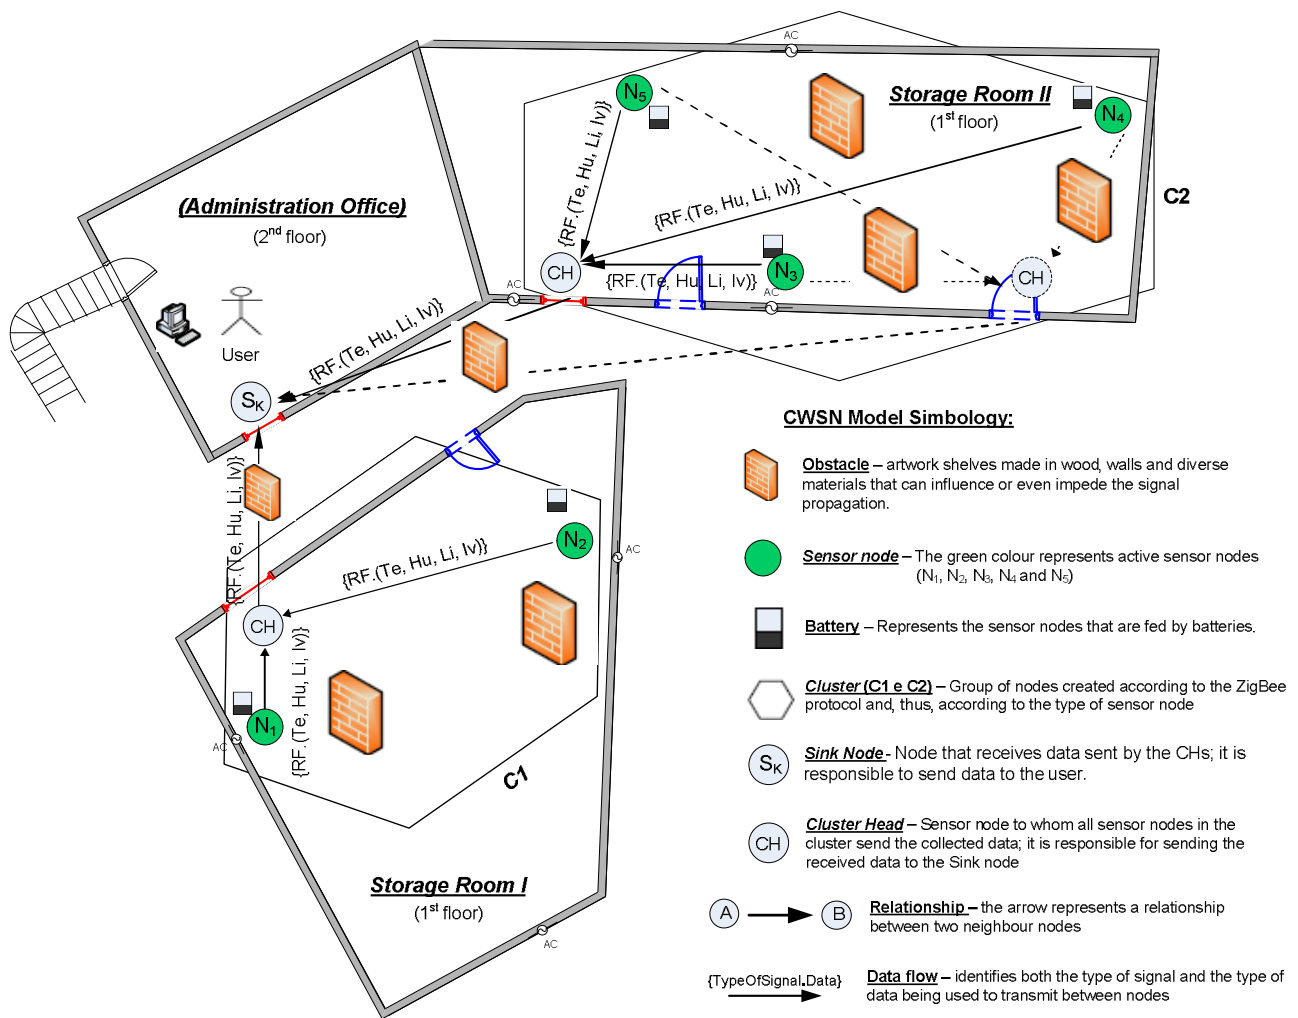 AC
N5
Storage Room II
(1st floor)
N4
{RF.(Te, Hu, Li, Iv)}
{RF.(Te, Hu, Li, Iv)}
C2
(Administration Office)
(2nd floor)
CH
N3
{RF.(Te, Hu, Li, Iv)}
CH
AC
AC
User
{RF.(Te, Hu, Li, Iv)}
SK
{RF.(Te, Hu, Li, Iv)}
N2
AC
{RF.(Te, Hu, Li, Iv)}
CH
{RF.(Te, Hu, Li, Iv)}
N1
AC
C1
Storage Room I
(1st floor)
AC
CWSN Model Simbology:
Obstacle – artwork shelves made in wood, walls and diverse
materials that can influence or even impede the signal
propagation.
Sensor node – The green colour represents active sensor nodes
(N1, N2, N3, N4 and N5)
Battery – Represents the sensor nodes that are fed by batteries.
Cluster (C1 e C2) – Group of nodes created according to the ZigBee
protocol and, thus, according to the type of sensor node
SK
Sink Node - Node that receives data sent by the CHs; it is
responsible to send data to the user.
CH
Cluster Head – Sensor node to whom all sensor nodes in the
cluster send the collected data; it is responsible for sending the
received data to the Sink node
A
B
Relationship – the arrow represents a relationship
between two neighbour nodes
{TypeOfSignal.Data}
Data flow – identifies both the type of signal and the type of
data being used to transmit between nodes